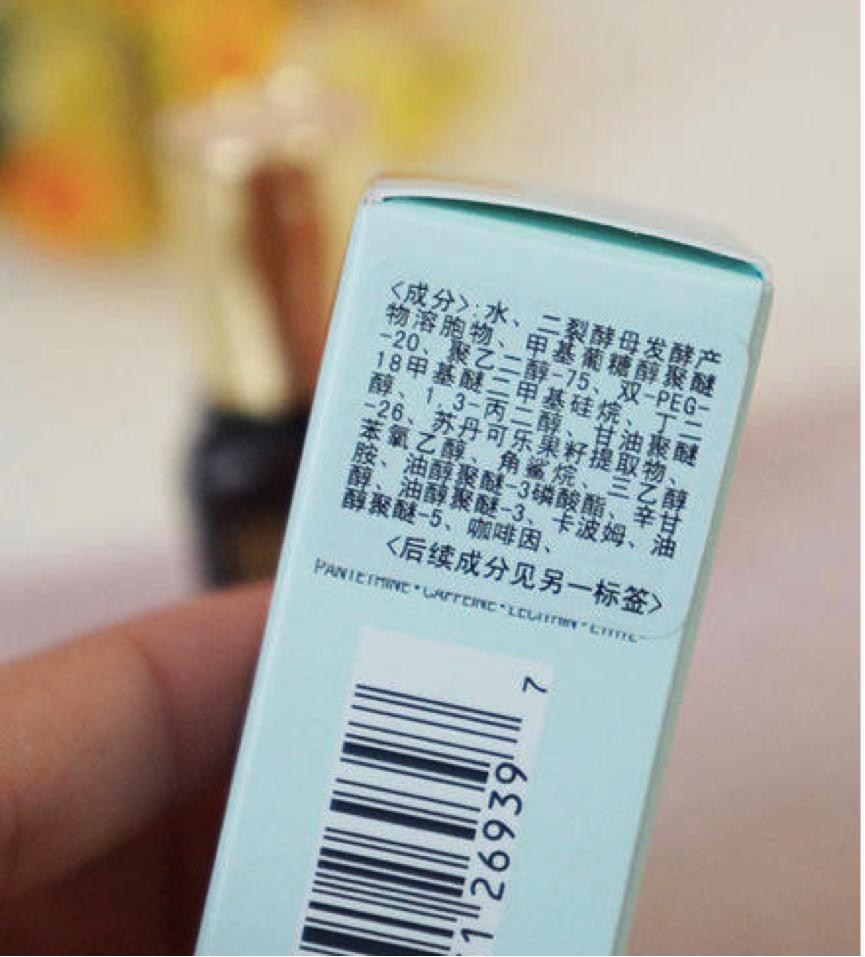 <成分>:水、二裂酵母发酵产
物溶胞物、甲基葡糖醇聚醚
-20、聚乙二醇-75、双-PEG-
18甲基醚二甲基硅烷、丁二
醇、1,3-丙二醇、甘油聚醚
-26、苏丹可乐果籽提取物、
苯氧乙醇、角鲨烷、三乙醇
胺、油醇聚醚-3磷酸酯、辛甘
醇、油醇聚醚-3、卡波姆、油
醇聚醚-5、咖啡因、
<后续成分见另一标签>
PANTETHINE•CAFFEINE•LECITHIN•
7
26939